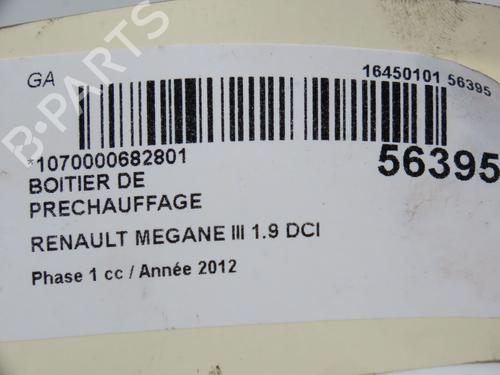 GA
16450101 56395
*1070000682801
56395
BOITIER DE
PRECHAUFFAGE
RENAULT MEGANE III 1.9 DCI
Phase 1 cc / Année 2012
B-PARTS